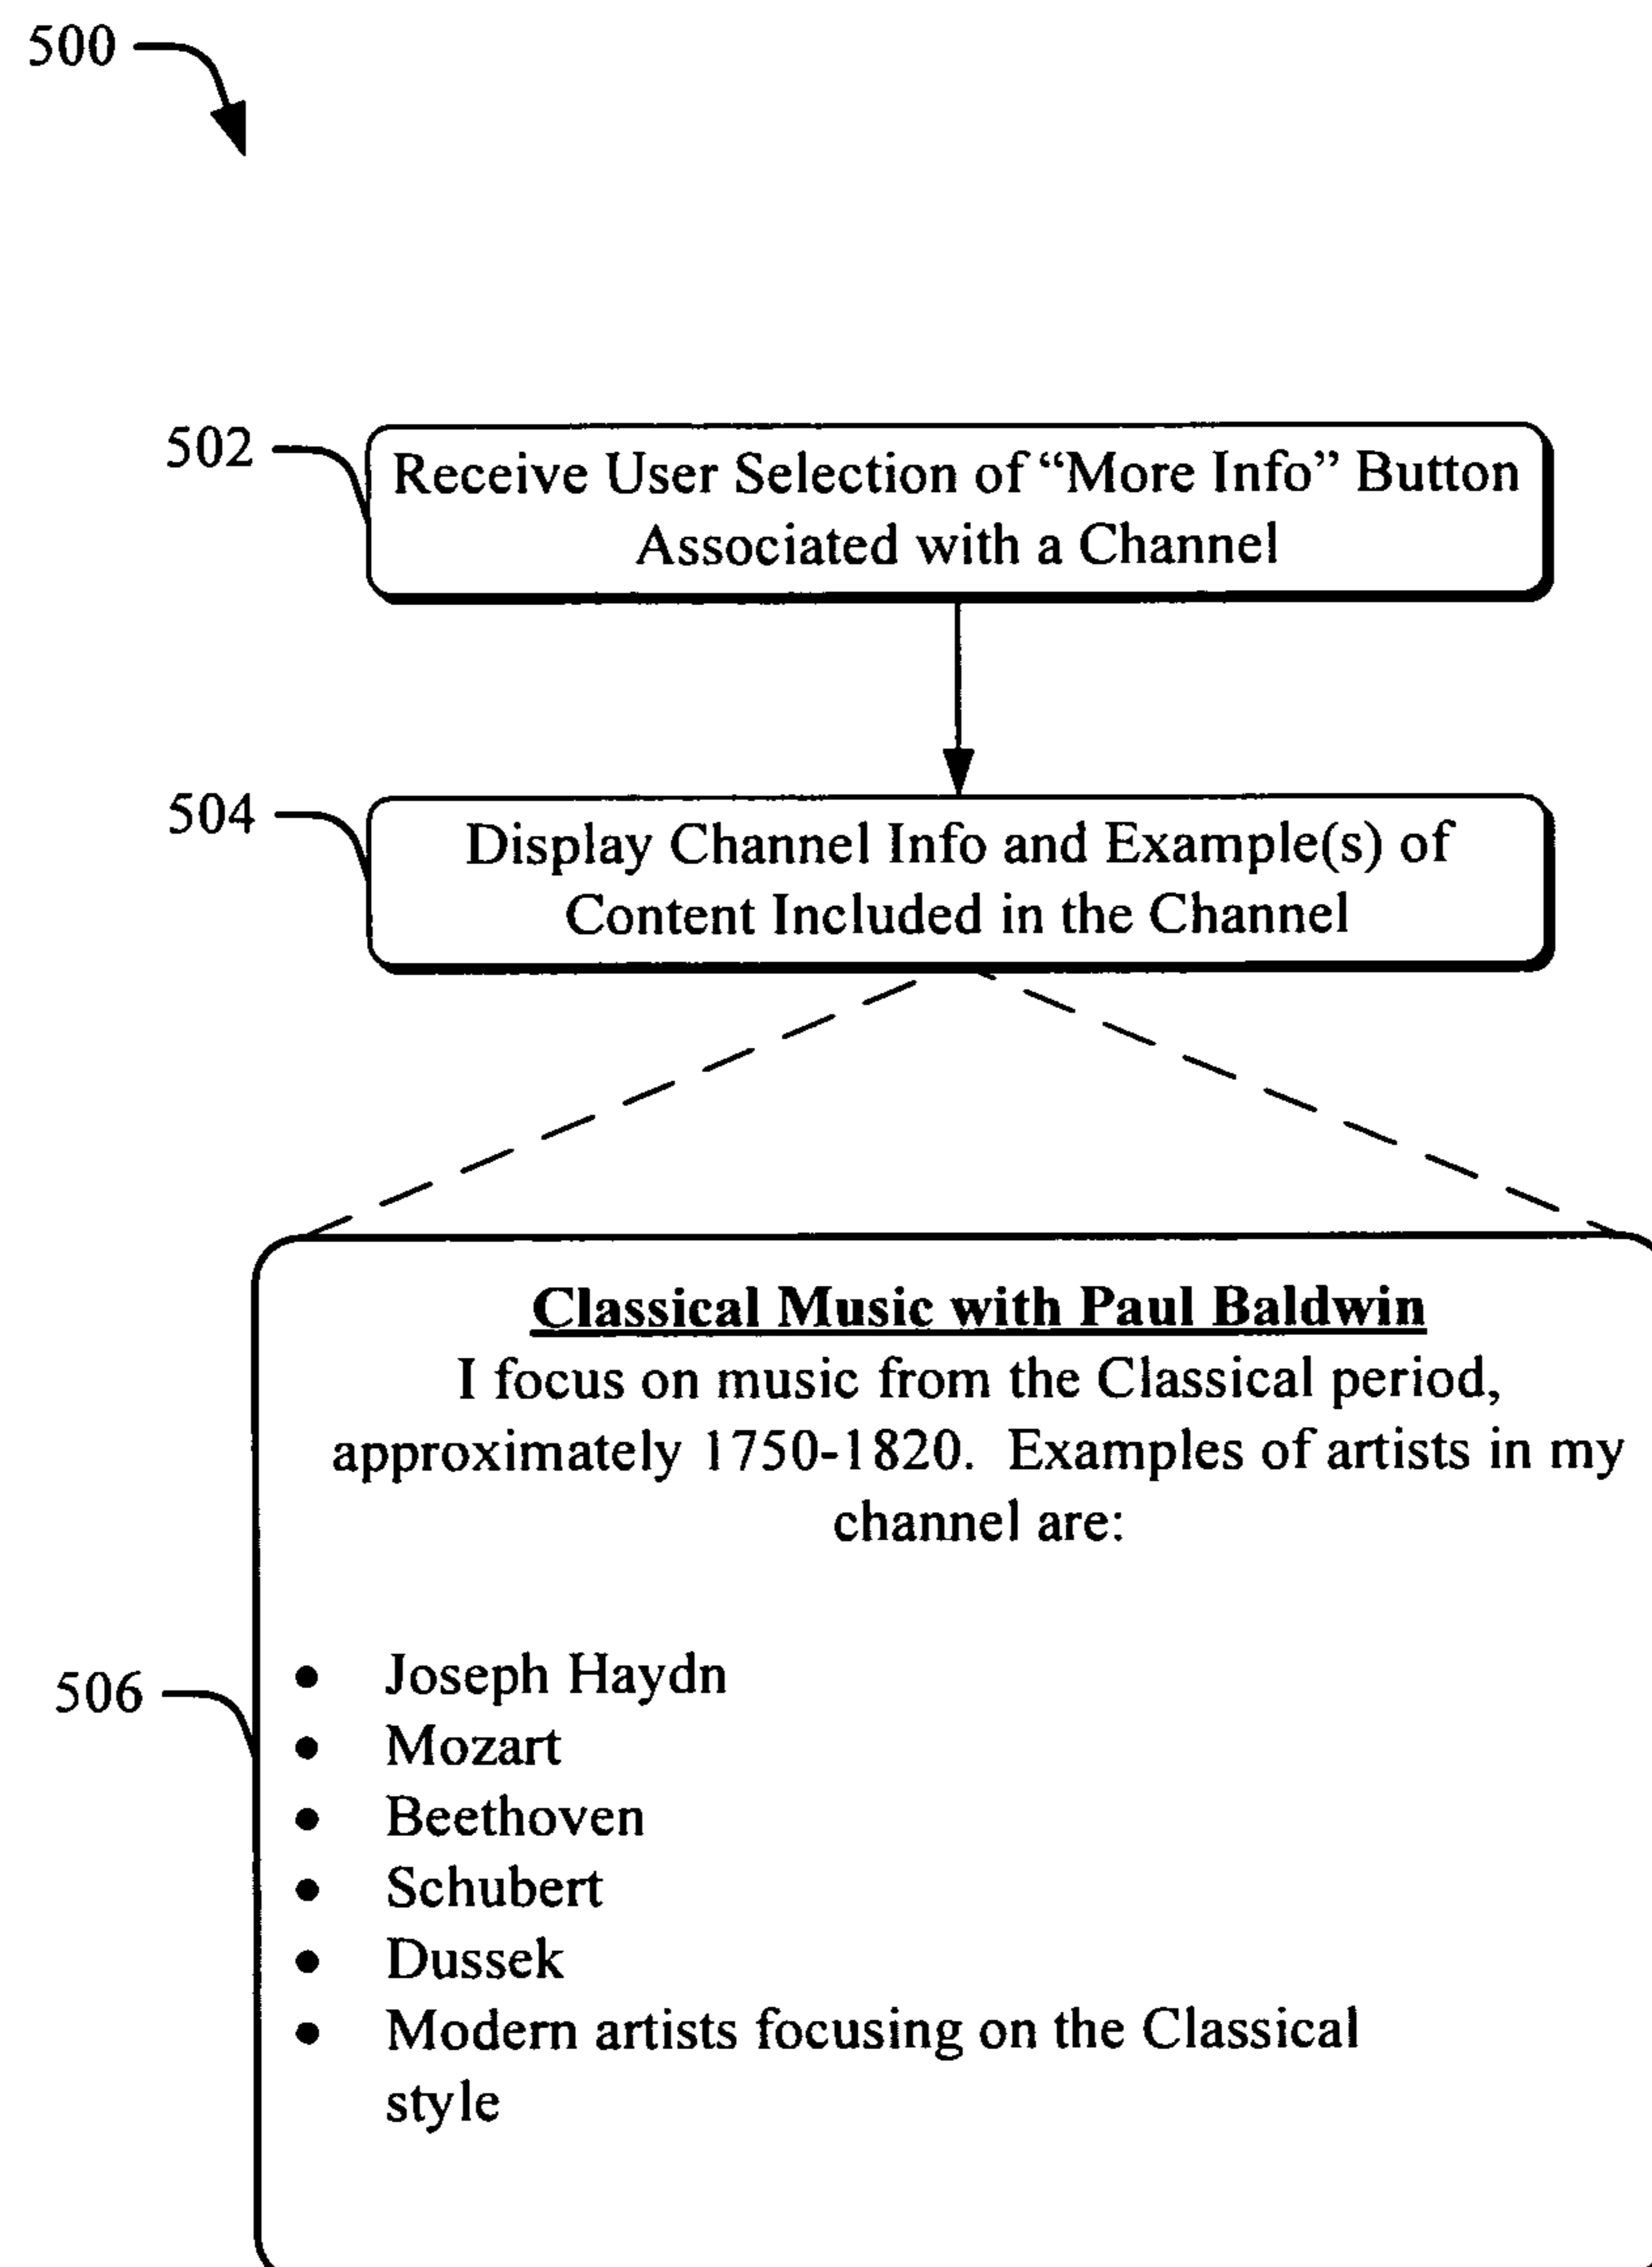 500
502
Receive User Selection of “More Info” Button
Associated with a Channel
504
Display Channel Info and Example(s) of
Content Included in the Channel
Classical Music with Paul Baldwin
I focus on music from the Classical period,
approximately 1750-1820.  Examples of artists in my
channel are:
506
• Joseph Haydn
• Mozart
• Beethoven
• Schubert
• Dussek
• Modern artists focusing on the Classical
style